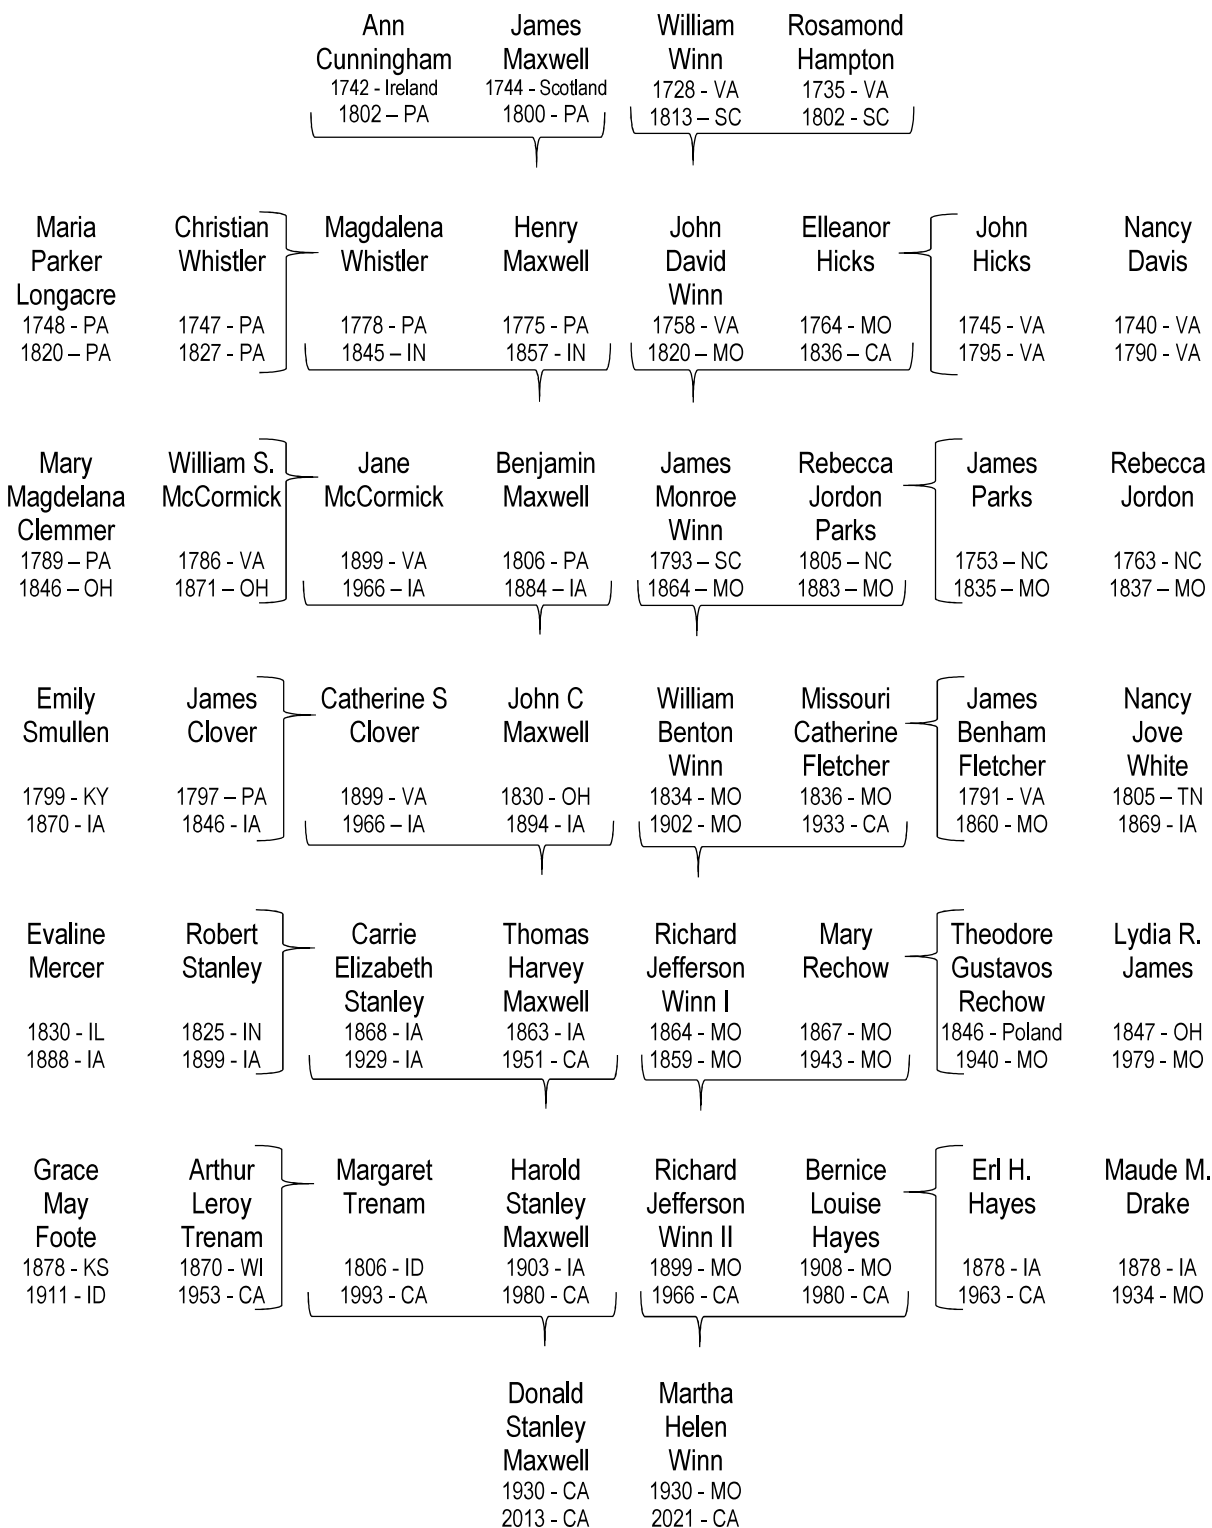 Ann
Cunningham
1742 - Ireland
1802 – PA
James
Maxwell
1744 - Scotland
1800 - PA
William
Winn
1728 - VA
1813 – SC
Rosamond
Hampton
1735 - VA
1802 - SC
Maria
Parker
Longacre
1748 - PA
1820 – PA
Christian
Whistler
1747 - PA
1827 - PA
Magdalena
Whistler
1778 - PA
1845 – IN
Henry
Maxwell
1775 - PA
1857 - IN
John
David
Winn
1758 - VA
1820 – MO
Elleanor
Hicks
1764 - MO
1836 – CA
John
Hicks
1745 - VA
1795 – VA
Nancy
Davis
1740 - VA
1790 - VA
Mary
Magdelana
Clemmer
1789 – PA
1846 – OH
William S.
McCormick
1786 - VA
1871 – OH
Jane
McCormick
1899 – VA
1966 – IA
Benjamin
Maxwell
1806 - PA
1884 – IA
James
Monroe
Winn
1793 – SC
1864 – MO
Rebecca
Jordon
Parks
1805 – NC
1883 – MO
James
Parks
1753 – NC
1835 – MO
Rebecca
Jordon
1763 - NC
1837 – MO
Emily
Smullen
1799 - KY
1870 - IA
James
Clover
1797 – PA
1846 - IA
Catherine S
Clover
1899 - VA
1966 – IA
John C
Maxwell
1830 - OH
1894 - IA
William
Benton
Winn
1834 - MO
1902 - MO
Missouri
Catherine
Fletcher
1836 - MO
1933 - CA
James
Benham
Fletcher
1791 - VA
1860 - MO
Nancy
Jove
White
1805 – TN
1869 - IA
Evaline
Mercer
1830 - IL
1888 - IA
Robert
Stanley
1825 - IN
1899 - IA
Carrie
Elizabeth
Stanley
1868 - IA
1929 - IA
Thomas
Harvey
Maxwell
1863 - IA
1951 - CA
Richard
Jefferson
Winn I
1864 - MO
1859 - MO
Mary
Rechow
1867 - MO
1943 - MO
Theodore
Gustavos
Rechow
1846 - Poland
1940 - MO
Lydia R.
James
1847 - OH
1979 - MO
Grace
May
Foote
1878 - KS
1911 - ID
Arthur
Leroy
Trenam
1870 - WI
1953 - CA
Margaret
Trenam
1806 - ID
1993 - CA
Harold
Stanley
Maxwell
1903 - IA
1980 - CA
Richard
Jefferson
Winn II
1899 - MO
1966 - CA
Bernice
Louise
Hayes
1908 - MO
1980 - CA
Erl H.
Hayes
1878 - IA
1963 - CA
Maude M.
Drake
1878 - IA
1934 - MO
Donald
Stanley
Maxwell
1930 - CA
2013 - CA
Martha
Helen
Winn
1930 - MO
2021 - CA